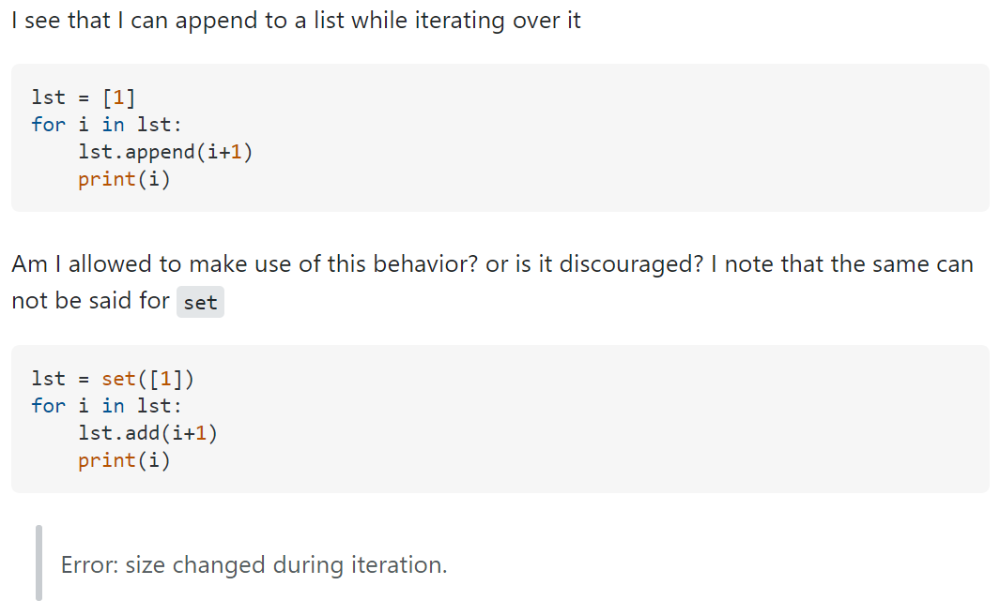 I see that I can append to a list while iterating over it
lst = [1]
for i in lst:
    lst.append(i+1)
    print(i)
Am I allowed to make use of this behavior? or is it discouraged? I note that the same can
not be said for set
lst = set([1])
for i in lst:
    lst.add(i+1)
    print(i)
Error: size changed during iteration.